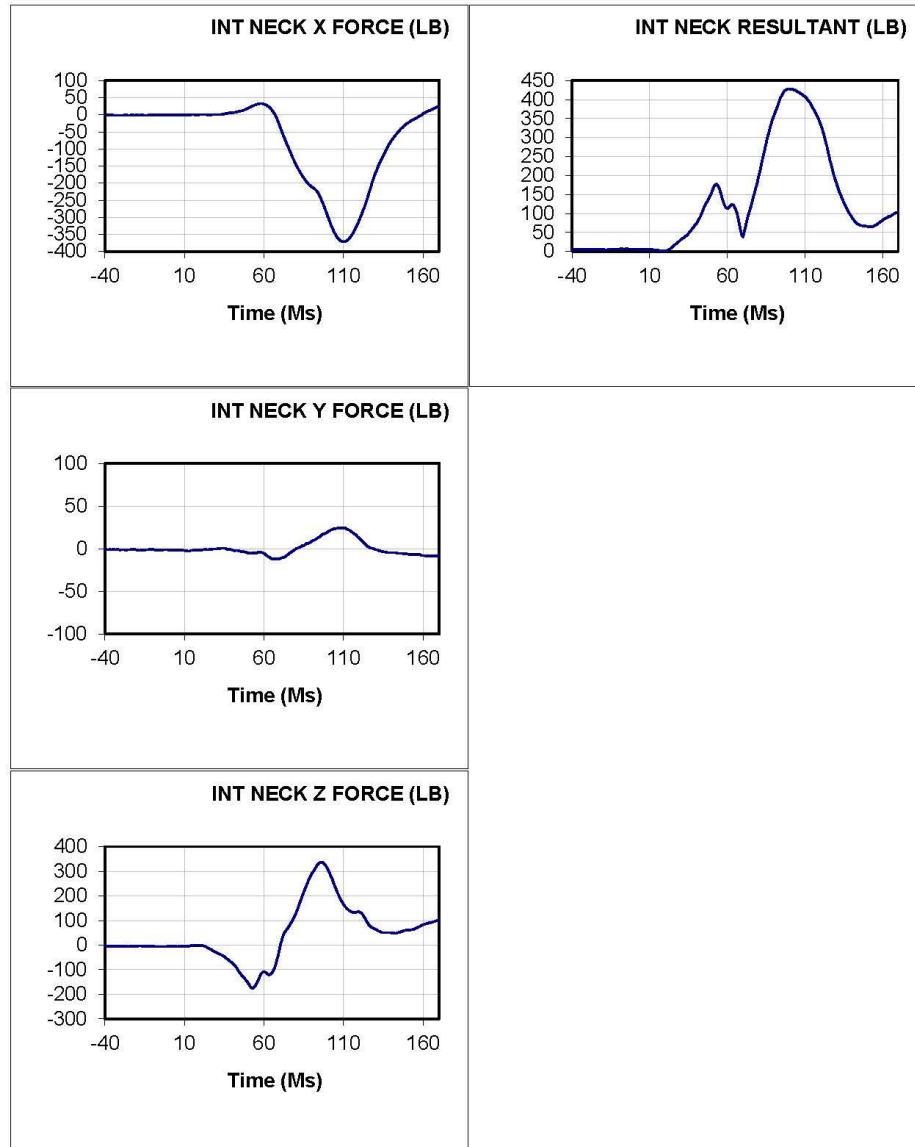 INT NECK X FORCE (LB)
100
50
0
-50
-100
-150
-200
-250
-300
-350
-400
-40 10 60 110 160
Time (Ms)
INT NECK RESULTANT (LB)
450
400
350
300
250
200
150
100
50
0
-40 10 60 110 160
Time (Ms)
INT NECK Y FORCE (LB)
100
50
0
-50
-100
-40 10 60 110 160
Time (Ms)
INT NECK Z FORCE (LB)
400
300
200
100
0
-100
-200
-300
-40 10 60 110 160
Time (Ms)